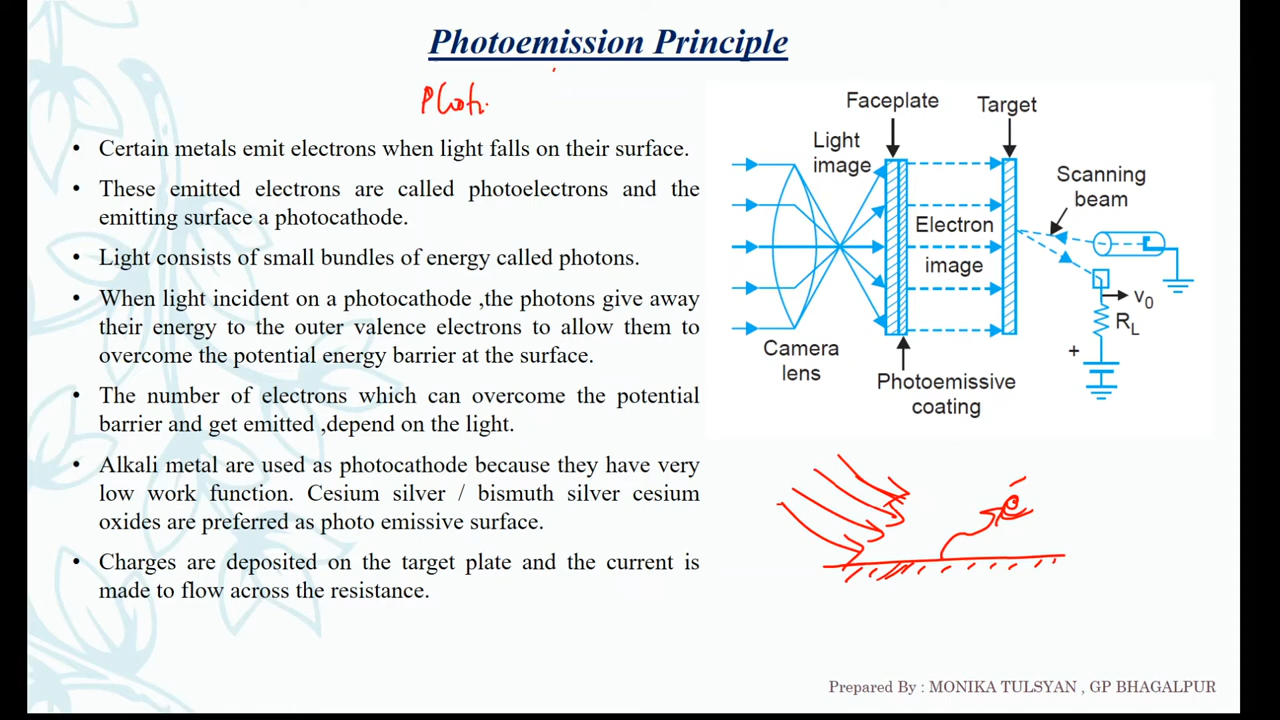 Photoemission Principle
Phot
• Certain metals emit electrons when light falls on their surface.
• These emitted electrons are called photoelectrons and the
emitting surface a photocathode.
• Light consists of small bundles of energy called photons.
• When light incident on a photocathode ,the photons give away
their energy to the outer valence electrons to allow them to
overcome the potential energy barrier at the surface.
• The number of electrons which can overcome the potential
barrier and get emitted ,depend on the light.
• Alkali metal are used as photocathode because they have very
low work function. Cesium silver / bismuth silver cesium
oxides are preferred as photo emissive surface.
• Charges are deposited on the target plate and the current is
made to flow across the resistance.
Faceplate
Target
Light
image
Scanning
beam
Electron
image
V0
RL
+
Camera
lens
Photoemissive
coating
e
Prepared By : MONIKA TULSYAN , GP BHAGALPUR